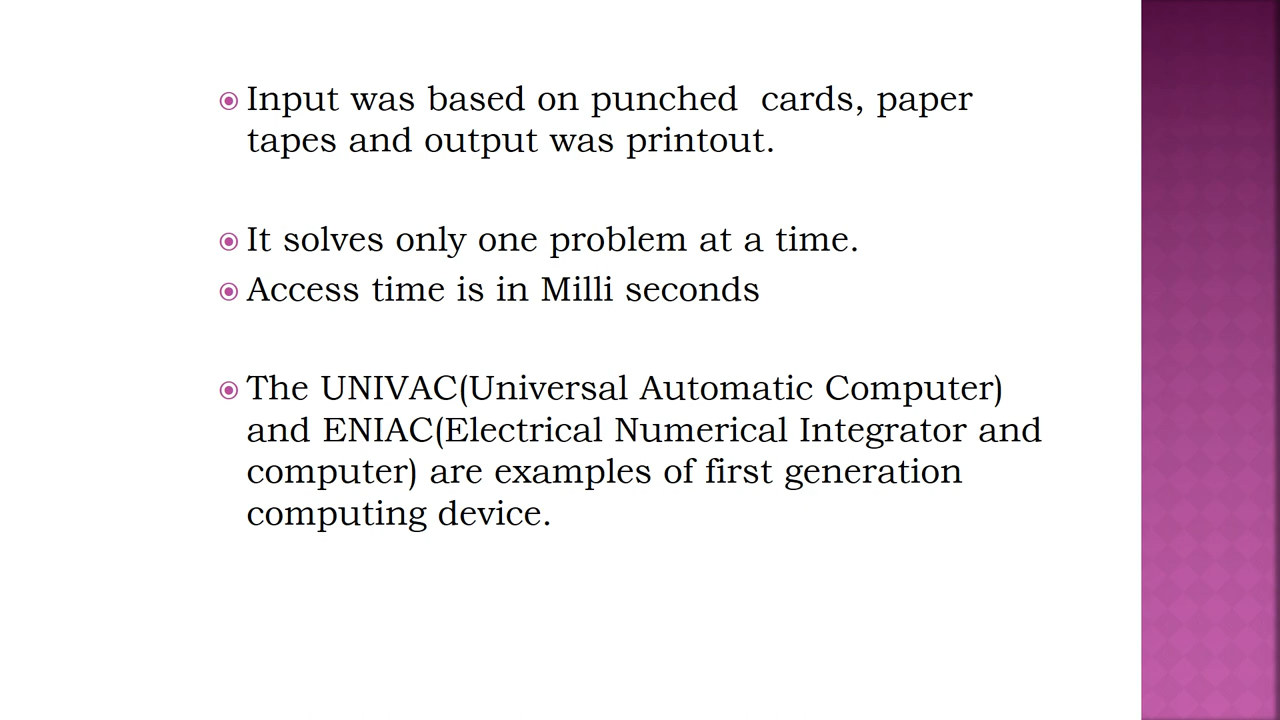 Input was based on punched  cards, paper
tapes and output was printout.
It solves only one problem at a time.
Access time is in Milli seconds
The UNIVAC(Universal Automatic Computer)
and ENIAC(Electrical Numerical Integrator and
computer) are examples of first generation
computing device.